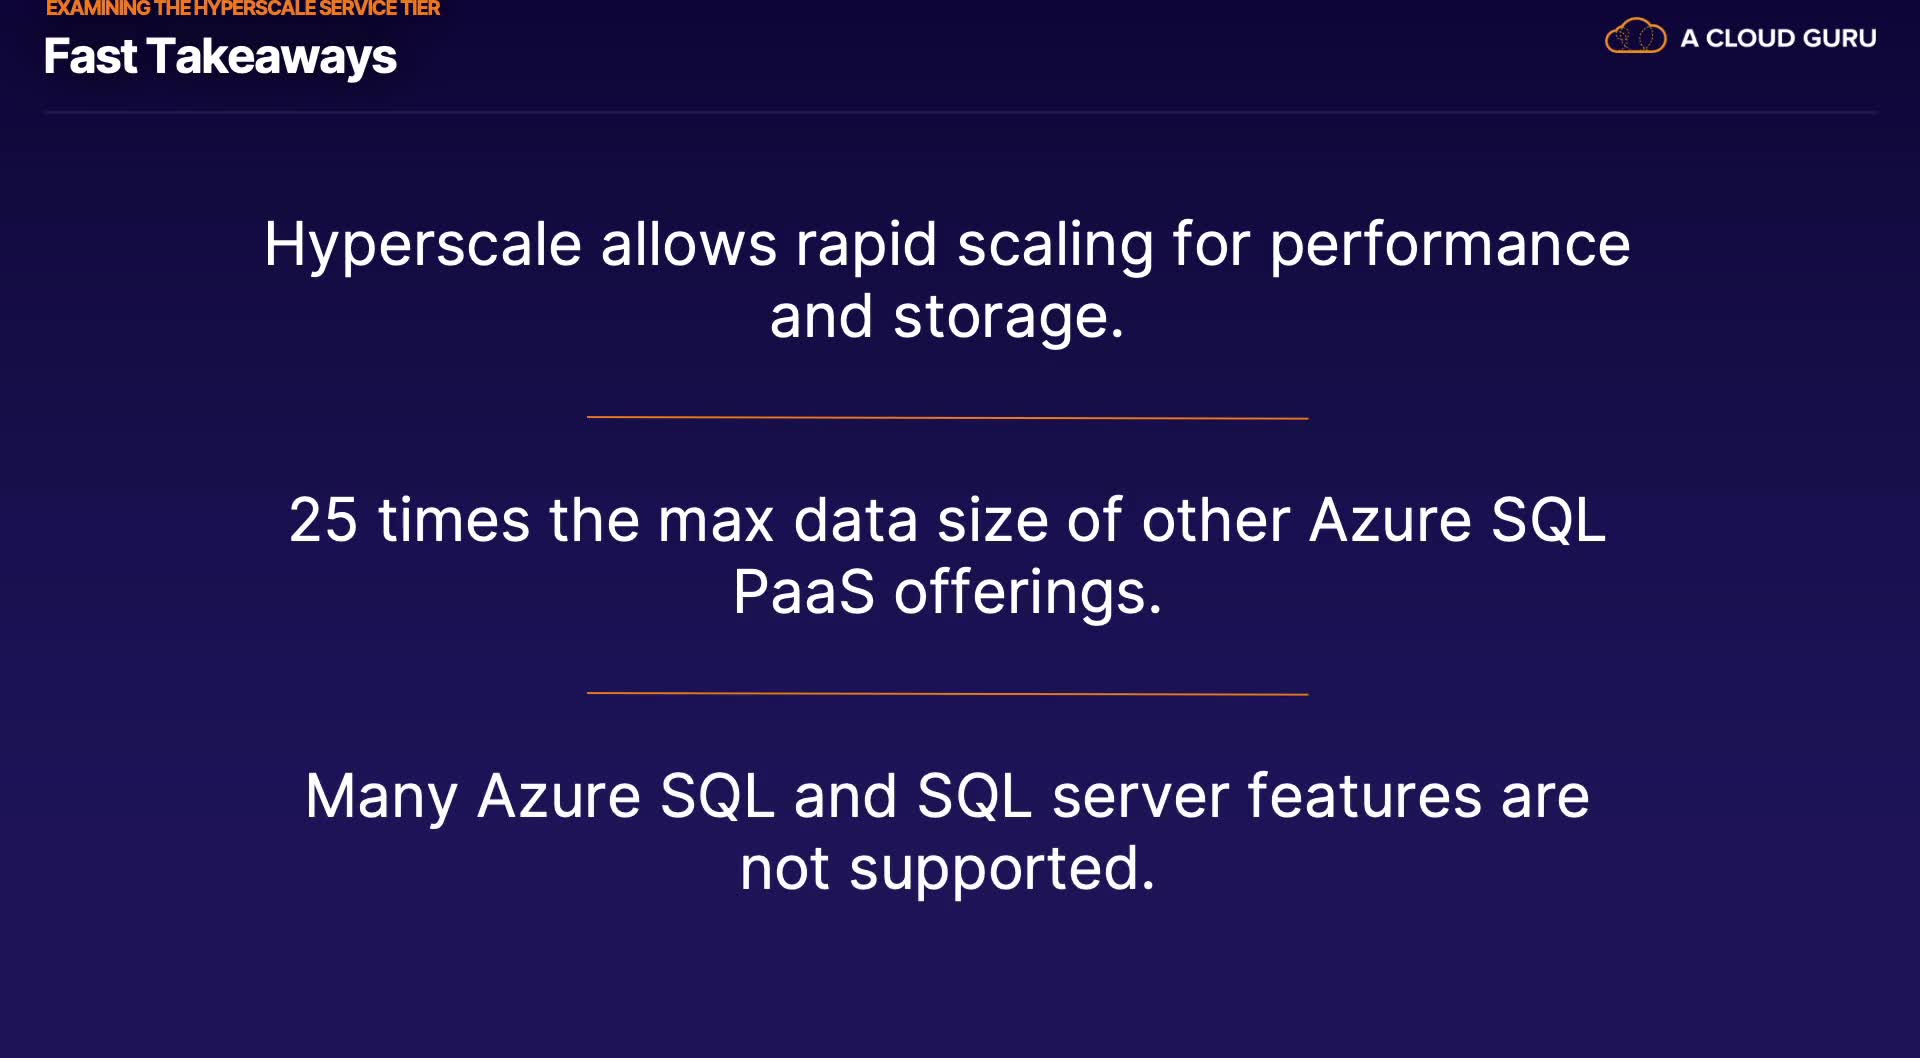 EXAMINING THE HYPERSCALE SERVICE TIER
Fast Takeaways
A CLOUD GURU
Hyperscale allows rapid scaling for performance
and storage.
25 times the max data size of other Azure SQL
PaaS offerings.
Many Azure SQL and SQL server features are
not supported.